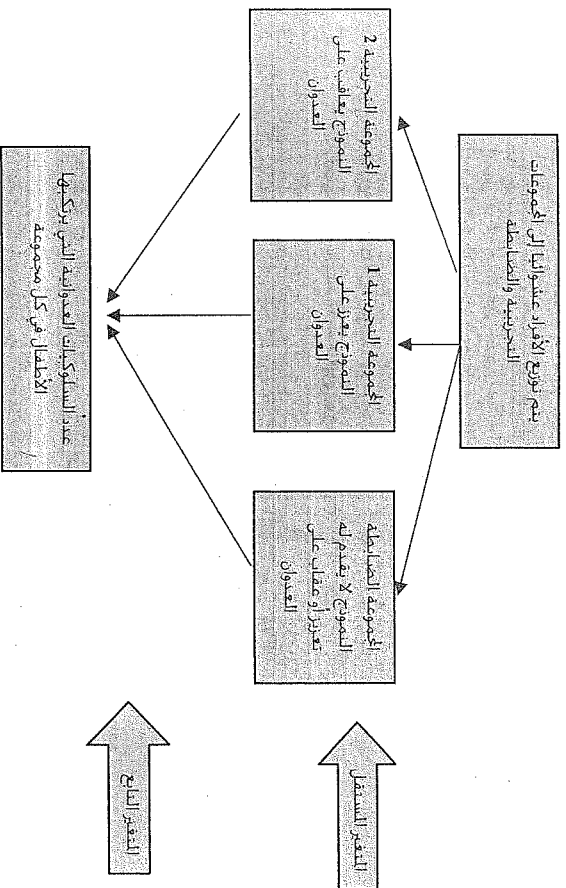 يتم توزيع الأفراد عشوائيا إلى المجموعات
التجريبية والضابطة
المجموعة الضابطة
النموذج لا يقدم له
تعزيز أو عقاب على
العدوان
المجموعة التجريبية 1
النموذج يعزز على
العدوان
المجموعة التجريبية 2
النموذج يعاقب على
العدوان
المتغير المستقل
عدد السلوكيات العدوانية التي يرتكبها
الأطفال في كل مجموعة
المتغير التابع